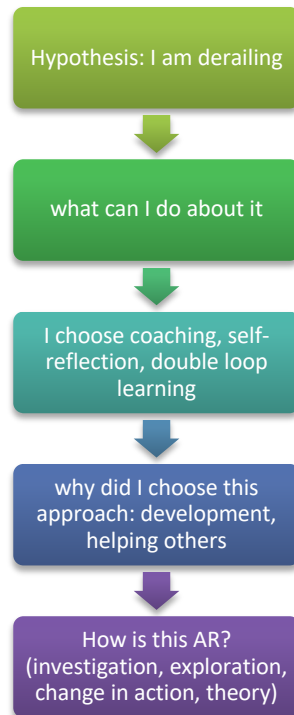 Hypothesis: I am derailing
what can I do about it
I choose coaching, self-
reflection, double loop
learning
why did I choose this
approach: development,
helping others
How is this AR?
(investigation, exploration,
change in action, theory)